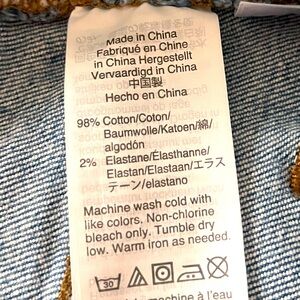 Made in China
Fabriqué en Chine
in China Hergestellt
Vervaardigd in China
中国製
Hecho en China
98% Cotton/Coton/
Baumwolle/Katoen/綿/
algodón
2% Elastane/Élasthanne/
Elastan/Elastaan/エラス
テーン/elastano
Machine wash cold with
like colors. Non-chlorine
bleach only. Tumble dry
low. Warm iron as needed.
30
machine à l'eau